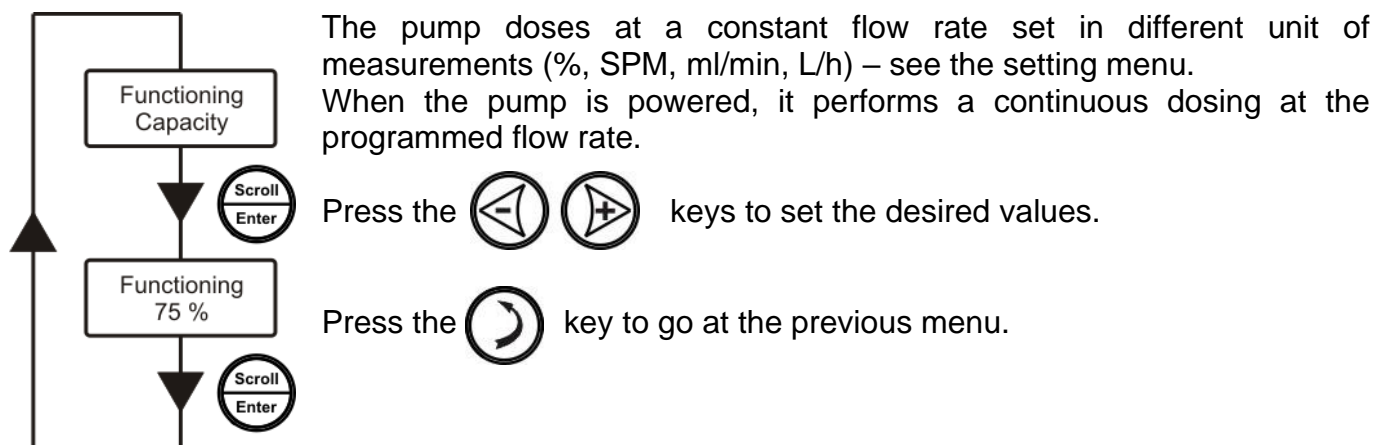 The pump doses at a constant flow rate set in different unit of
measurements (%, SPM, ml/min, L/h) – see the setting menu.
When the pump is powered, it performs a continuous dosing at the
programmed flow rate.
Functioning
Capacity
Scroll
Enter
Press the - + keys to set the desired values.
Functioning
75 %
Press the key to go at the previous menu.
Scroll
Enter